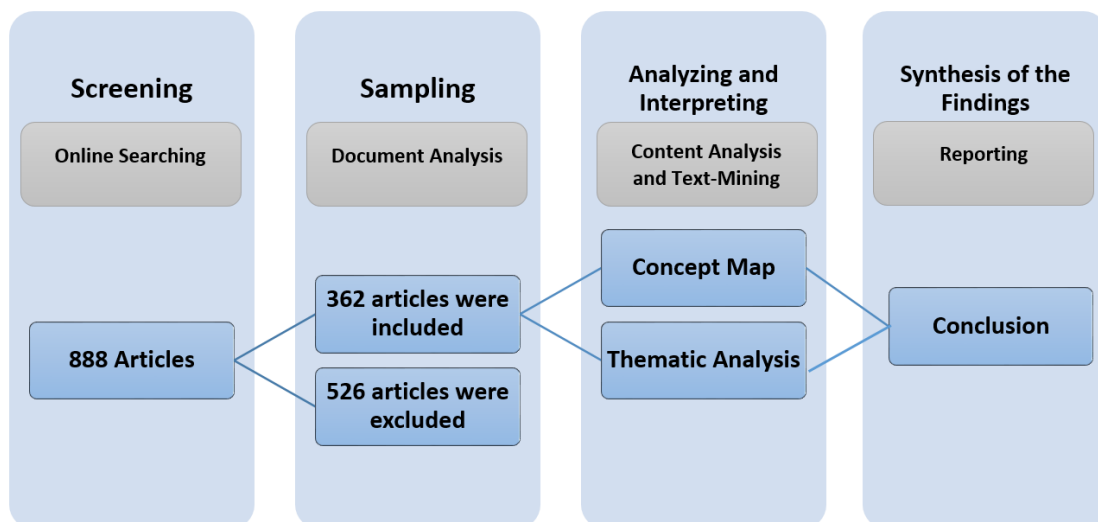 Screening
Online Searching
888 Articles
Sampling
Document Analysis
362 articles were
included
526 articles were
excluded
Analyzing and
Interpreting
Content Analysis
and Text-Mining
Concept Map
Thematic Analysis
Synthesis of the
Findings
Reporting
Conclusion